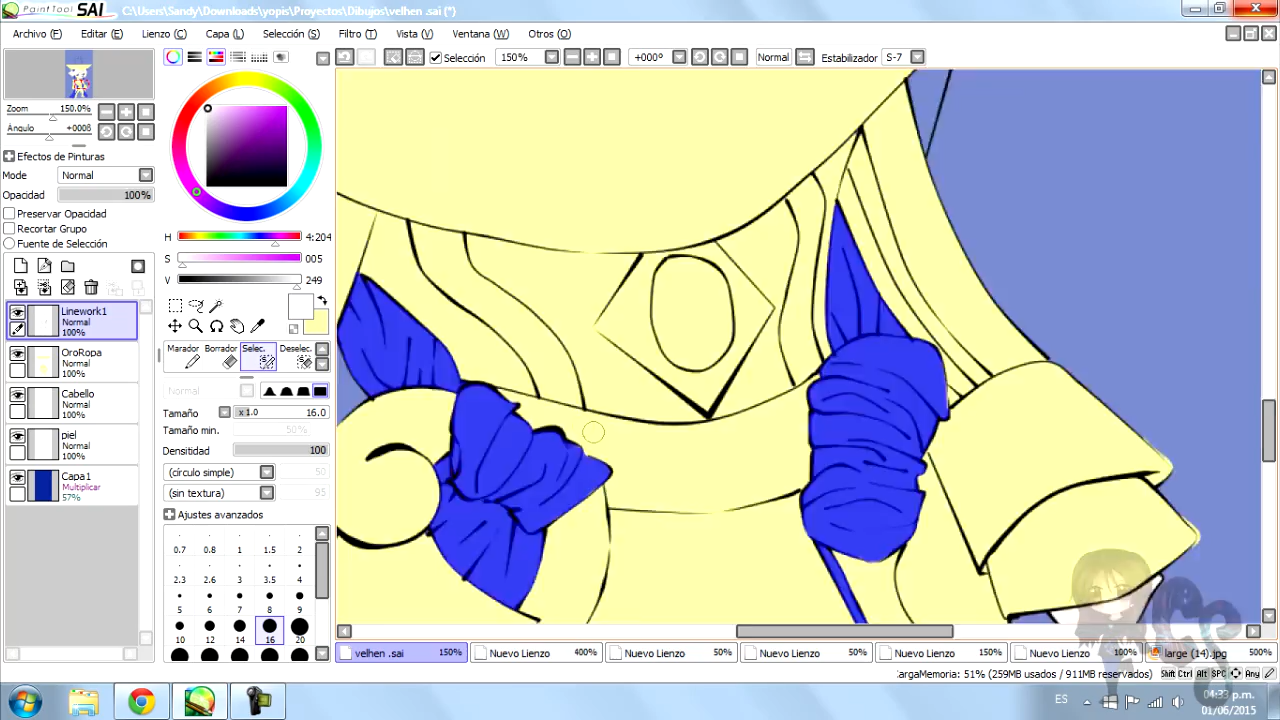 PaintTool SAI C:\Users\Sandy\Downloads\yopis\Proyectos\Dibujos\velhen .sai (*)
Archivo (F) Editar (E) Lienzo (C) Capa (L) Selección (S) Filtro (T) Vista (V) Ventana (W) Otros (O)
Selección 150% +000° Normal Estabilizador S-7
Zoom 150.0%
Ángulo +000°
Efectos de Pinturas
Modo Normal
Opacidad 100%
Preservar Opacidad
Recortar Grupo
Fuente de Selección
Linework1
Normal
100%
OroRopa
Normal
100%
Cabello
Normal
100%
piel
Normal
100%
Capa1
Multiplicar
57%
H 4:204
S 005
V 249
Marador Borrador Selec. Deselec.
Normal
Tamaño x 1.0 16.0
Tamaño min. 50%
Densitidad 100
(círculo simple) 50
(sin textura) 95
Ajustes avanzados
0.7 0.8 1 1.5 2
2.3 2.6 3 3.5 4
5 6 7 8 9
10 12 14 16 20
velhen .sai 150% Nuevo Lienzo 400% Nuevo Lienzo 50% Nuevo Lienzo 50% Nuevo Lienzo 150% Nuevo Lienzo 100% large (14).jpg 500%
argaMemoria: 51% (259MB usados / 911MB reservados) Shift Ctrl Alt SPC Any
ES 04:33 p.m.
01/06/2015